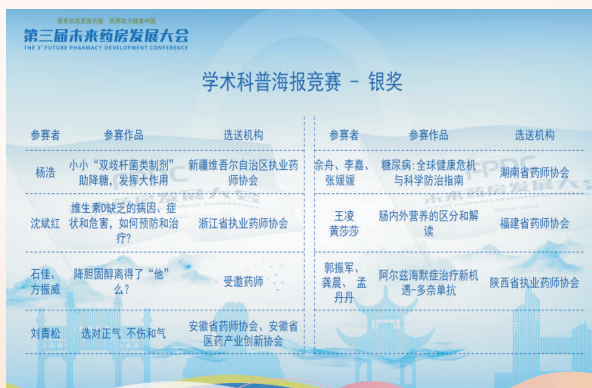 服务创造更高价值 药师助力健康中国
第三届未来药房发展大会
THE 3rd FUTURE PHARMACY DEVELOPMENT CONFERENCE
学术科普海报竞赛 - 银奖
参赛者 参赛作品 选送机构
杨浩 小小“双歧杆菌类制剂” 新疆维吾尔自治区执业药
助降糖，发挥大作用 师协会
沈斌红 维生素D缺乏的病因、症 浙江省执业药师协会
状和危害，如何预防和治
疗?
石佳、 降胆固醇离得了“他” 受邀药师
方振威 么？
刘青松 选对正气 不伤和气 安徽省药师协会、安徽省
医药产业创新协会
参赛者 参赛作品 选送机构
佘舟、李嘉、 糖尿病:全球健康危机 湖南省药师协会
张媛媛 与科学防治指南
王凌 肠内外营养的区分和解 福建省药师协会
黄莎莎 读
郭振军、 阿尔兹海默症治疗新机 陕西省执业药师协会
龚晨、 孟 遇-多奈单抗
丹丹
FPDC
FPDC